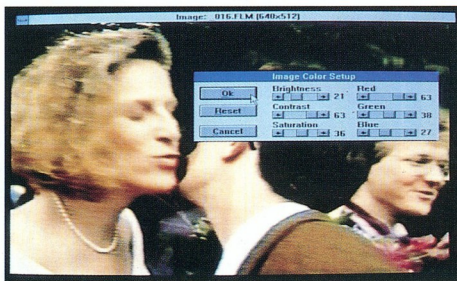 Image: 016.FLM (640x512)
Image Color Setup
Ok
Reset
Cancel
Brightness 21
Contrast 63
Saturation 36
Red 63
Green 38
Blue 27